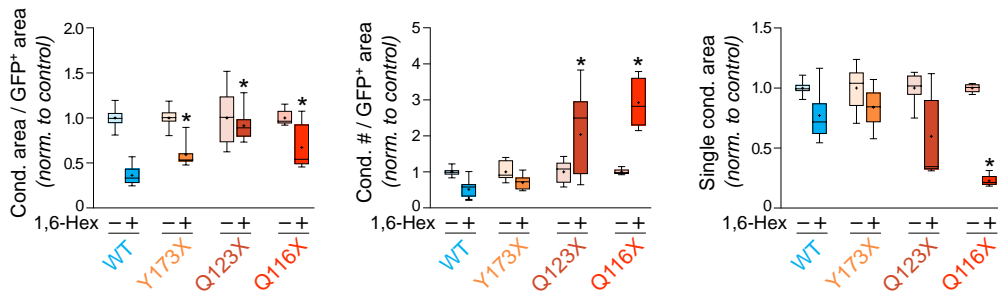 Cond. area / GFP⁺ area
(norm. to control)
2.0
1.5
1.0
0.5
0
* * *
1,6-Hex − + − + − + − +
WT Y173X Q123X Q116X
Cond. # / GFP⁺ area
(norm. to control)
5
4
3
2
1
0
* *
1,6-Hex − + − + − + − +
WT Y173X Q123X Q116X
Single cond. area
(norm. to control)
1.5
1.0
0.5
0
*
1,6-Hex − + − + − + − +
WT Y173X Q123X Q116X